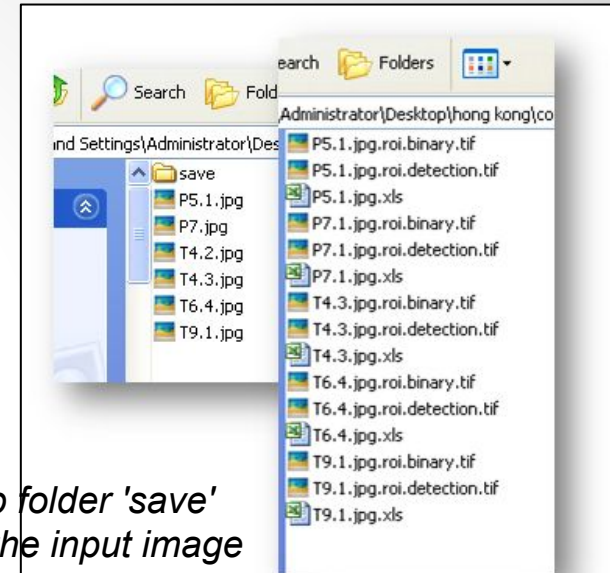 Search
and Settings\Administrator\Des
save
P5.1.jpg
P7.jpg
T4.2.jpg
T4.3.jpg
T6.4.jpg
T9.1.jpg
earch Folders
Administrator\Desktop\hong kong\co
P5.1.jpg.roi.binary.tif
P5.1.jpg.roi.detection.tif
P5.1.jpg.xls
P7.1.jpg.roi.binary.tif
P7.1.jpg.roi.detection.tif
P7.1.jpg.xls
T4.3.jpg.roi.binary.tif
T4.3.jpg.roi.detection.tif
T4.3.jpg.xls
T6.4.jpg.roi.binary.tif
T6.4.jpg.roi.detection.tif
T6.4.jpg.xls
T9.1.jpg.roi.binary.tif
T9.1.jpg.roi.detection.tif
T9.1.jpg.xls
folder 'save'
he input image